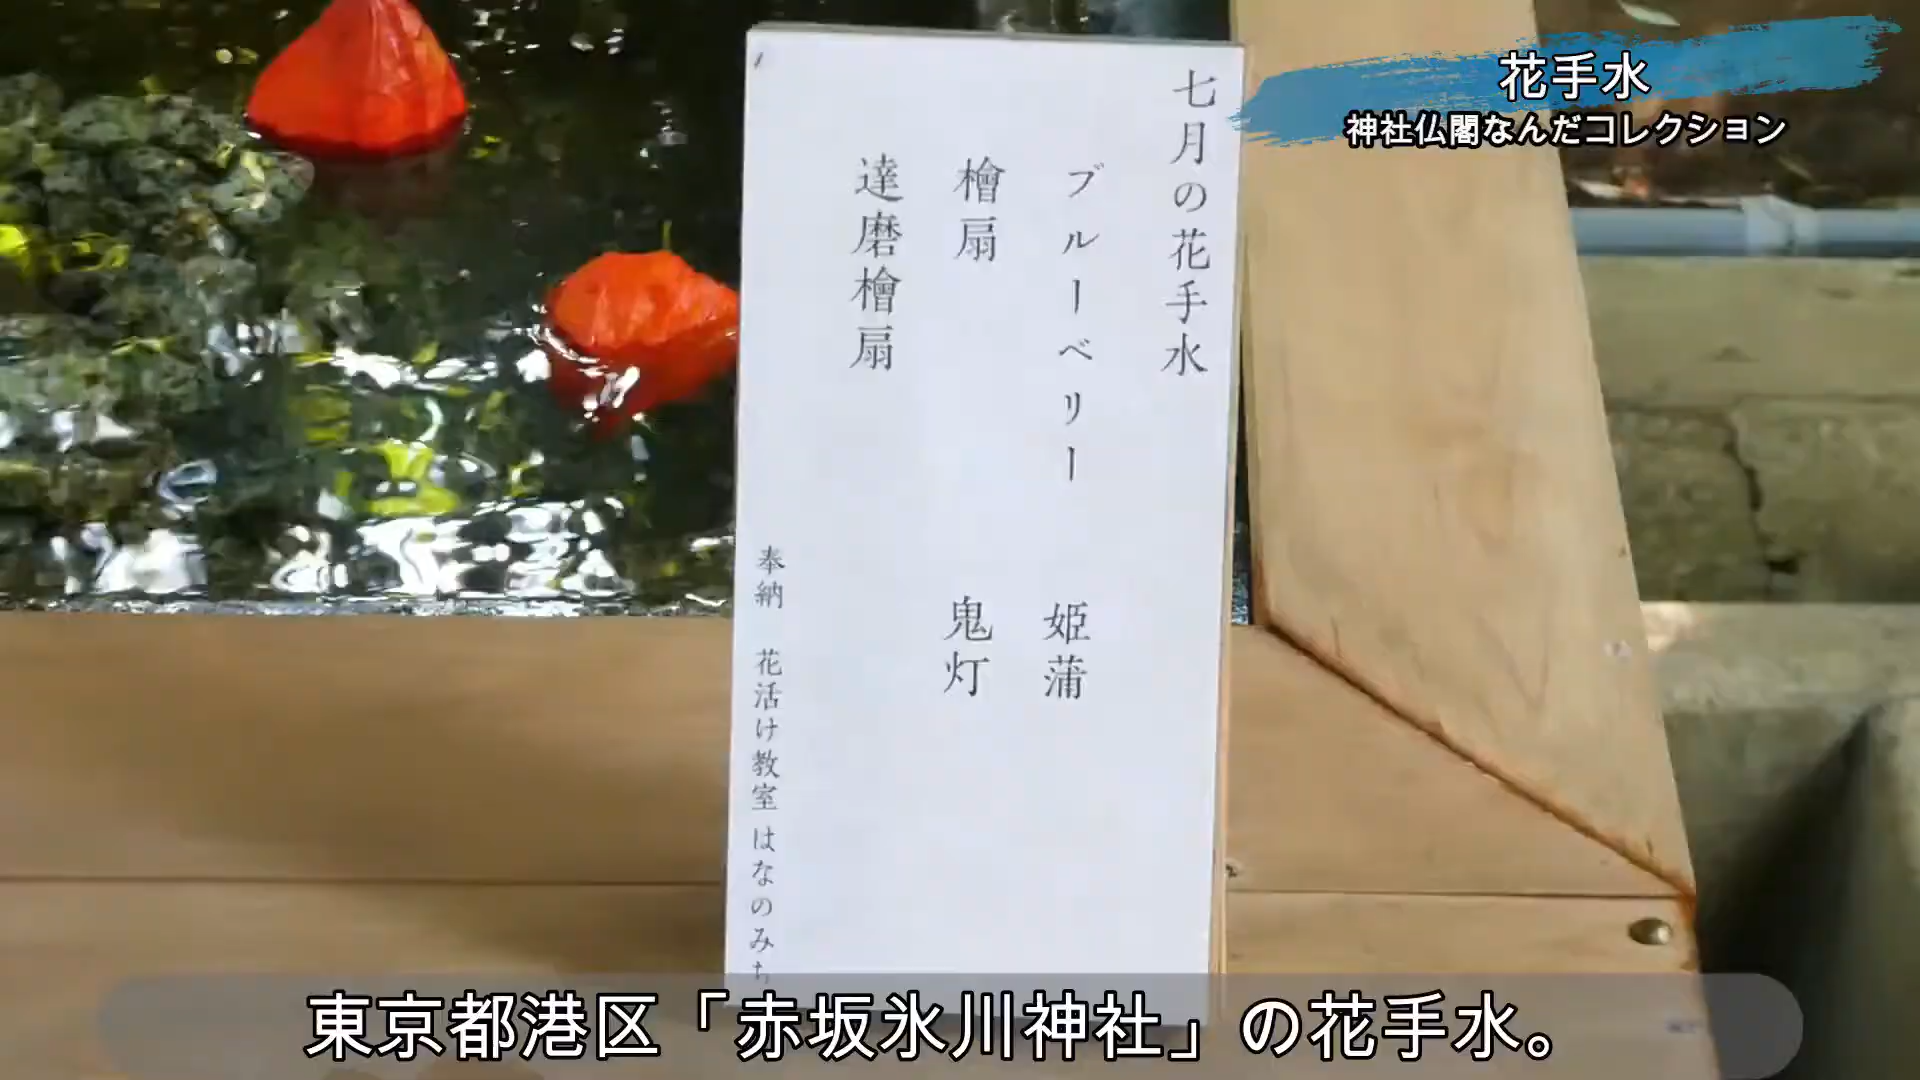 花手水
神社仏閣なんだコレクション
七月の花手水
ブルーベリー 姫蒲
檜扇 鬼灯
達磨檜扇
奉納 花活け教室 はなのみち
東京都港区「赤坂氷川神社」の花手水。